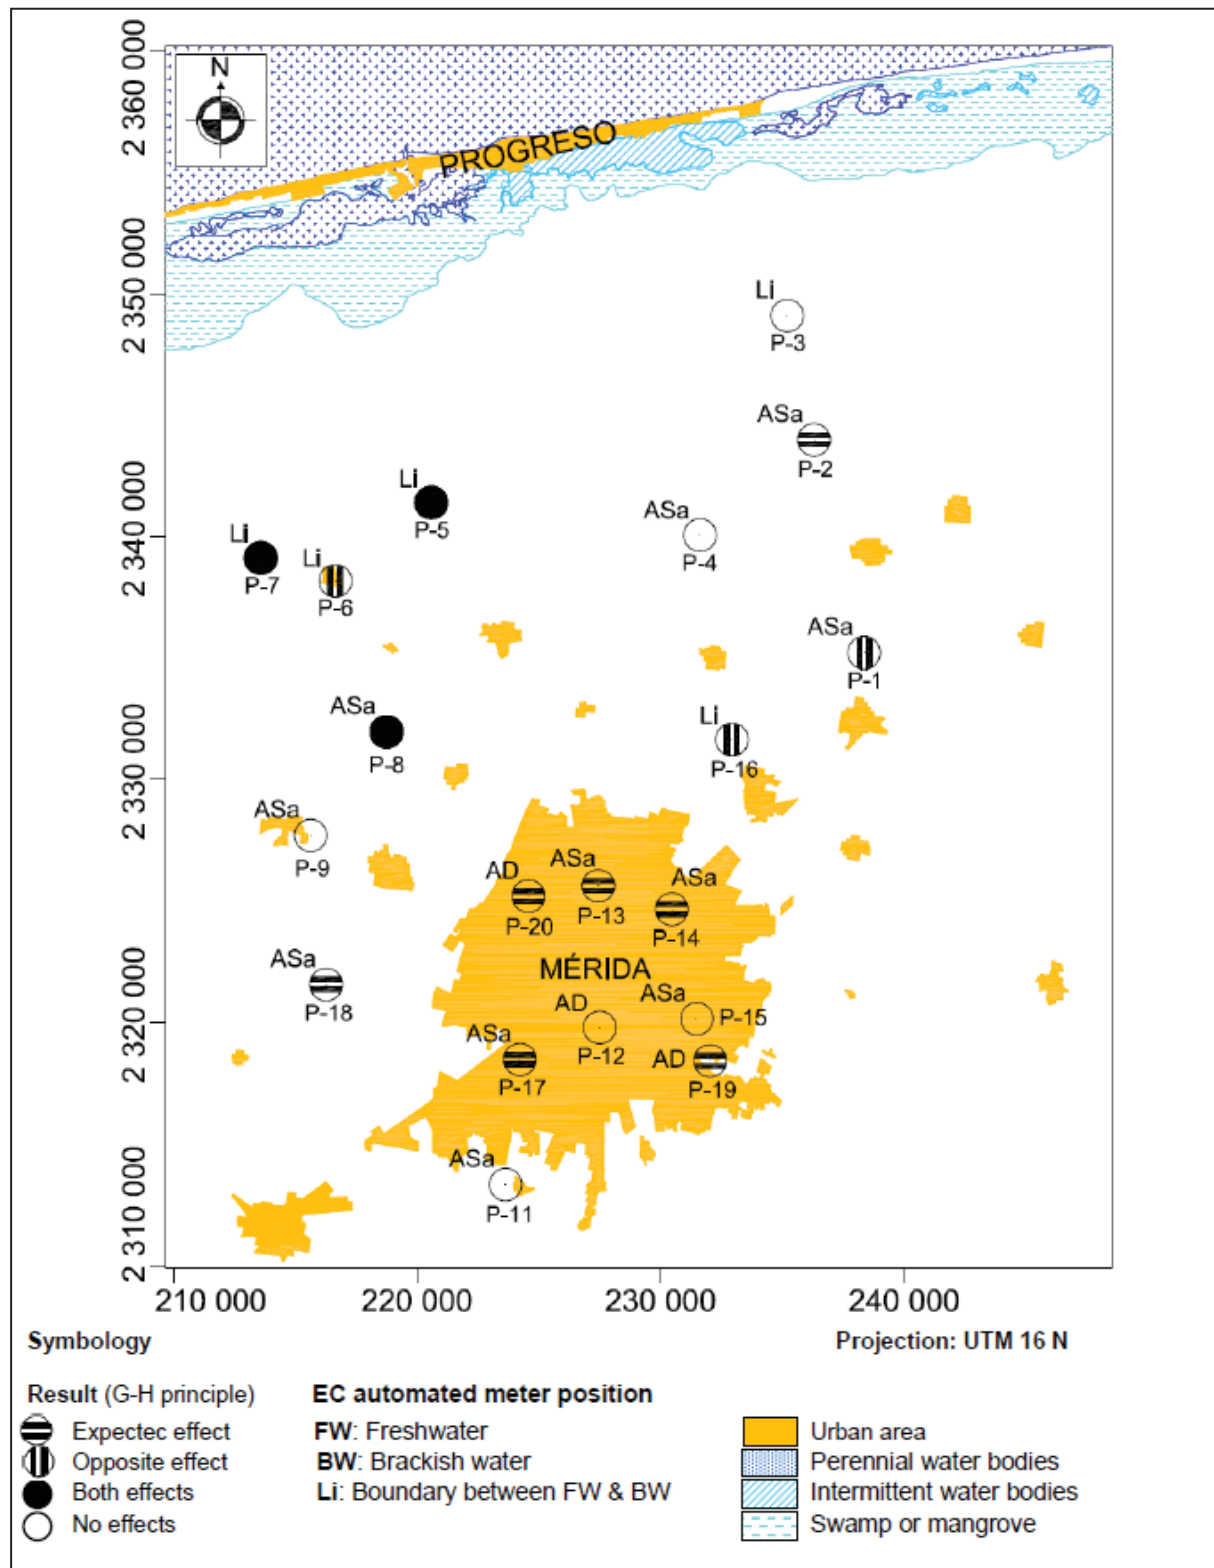 N
PROGRESO
2 360 000
2 350 000
2 340 000
2 330 000
2 320 000
2 310 000
Li
P-3
ASa
P-2
Li
P-5
ASa
P-4
Li
P-7
Li
P-6
ASa
P-1
ASa
P-8
Li
P-16
ASa
P-9
AD
P-20
ASa
P-13
ASa
P-14
MÉRIDA
ASa
P-18
ASa
P-15
AD
P-12
ASa
P-17
AD
P-19
ASa
P-11
210 000
220 000
230 000
240 000
Symbology
Projection: UTM 16 N
Result (G-H principle)
Expectec effect
Opposite effect
Both effects
No effects
EC automated meter position
FW: Freshwater
BW: Brackish water
Li: Boundary between FW & BW
Urban area
Perennial water bodies
Intermittent water bodies
Swamp or mangrove